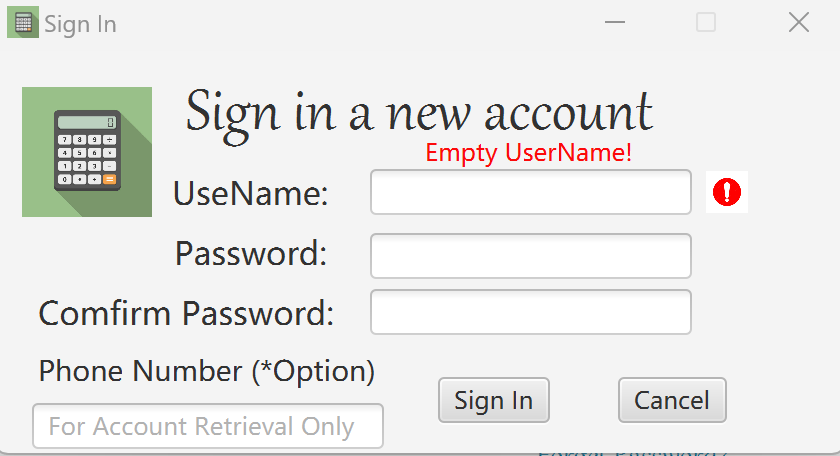 Sign In
Sign in a new account
Empty UserName!
UseName:
Password:
Comfirm Password:
Phone Number (*Option)
Sign In
Cancel
For Account Retrieval Only